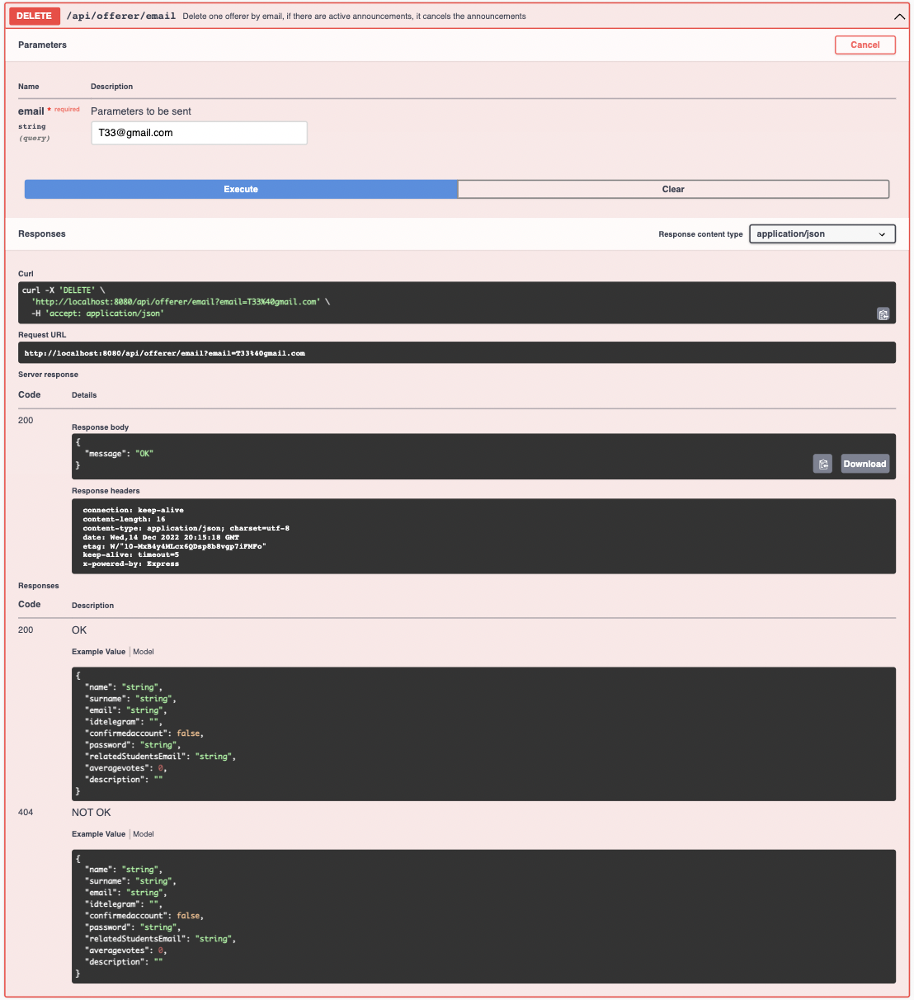 DELETE /api/offerer/email Delete one offerer by email, if there are active announcements, it cancels the announcements
Parameters Cancel
Name Description
email * required Parameters to be sent
string
(query)
T33@gmail.com
Execute Clear
Responses Response content type application/json
Curl
curl -X 'DELETE' \
'http://localhost:8080/api/offerer/email?email=T33%40gmail.com' \
-H 'accept: application/json'
Request URL
http://localhost:8080/api/offerer/email?email=T33%40gmail.com
Server response
Code Details
200
Response body
{
"message": "OK"
}
Download
Response headers
connection: keep-alive
content-length: 16
content-type: application/json; charset=utf-8
date: Wed,14 Dec 2022 20:15:18 GMT
etag: W/"10-MxB4y4MLcx6QDsp8b8vgp7iFMFo"
keep-alive: timeout=5
x-powered-by: Express
Responses
Code Description
200 OK
Example Value Model
{
"name": "string",
"surname": "string",
"email": "string",
"idtelegram": "",
"confirmedaccount": false,
"password": "string",
"relatedStudentsEmail": "string",
"averagevotes": 0,
"description": ""
}
404 NOT OK
Example Value Model
{
"name": "string",
"surname": "string",
"email": "string",
"idtelegram": "",
"confirmedaccount": false,
"password": "string",
"relatedStudentsEmail": "string",
"averagevotes": 0,
"description": ""
}